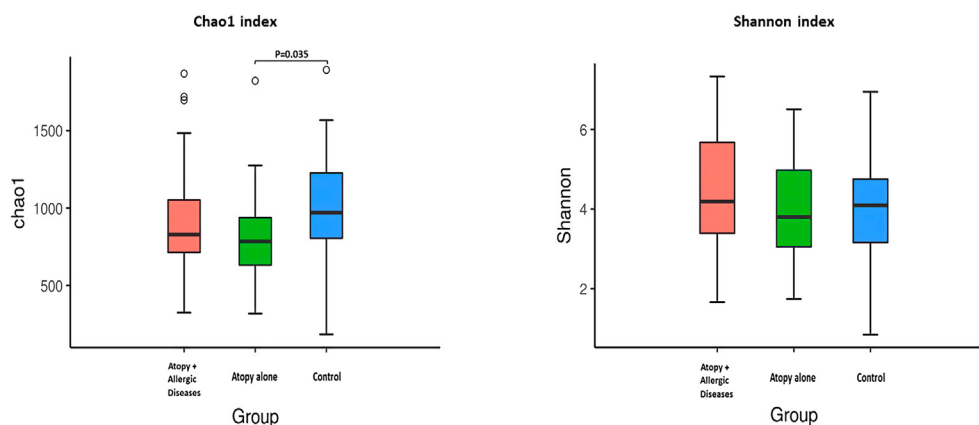 Chao1 index
P=0.035
chao1
1500
1000
500
Atopy +
Allergic
Diseases
Atopy alone
Control
Group
Shannon index
Shannon
6
4
2
Atopy +
Allergic
Diseases
Atopy alone
Control
Group